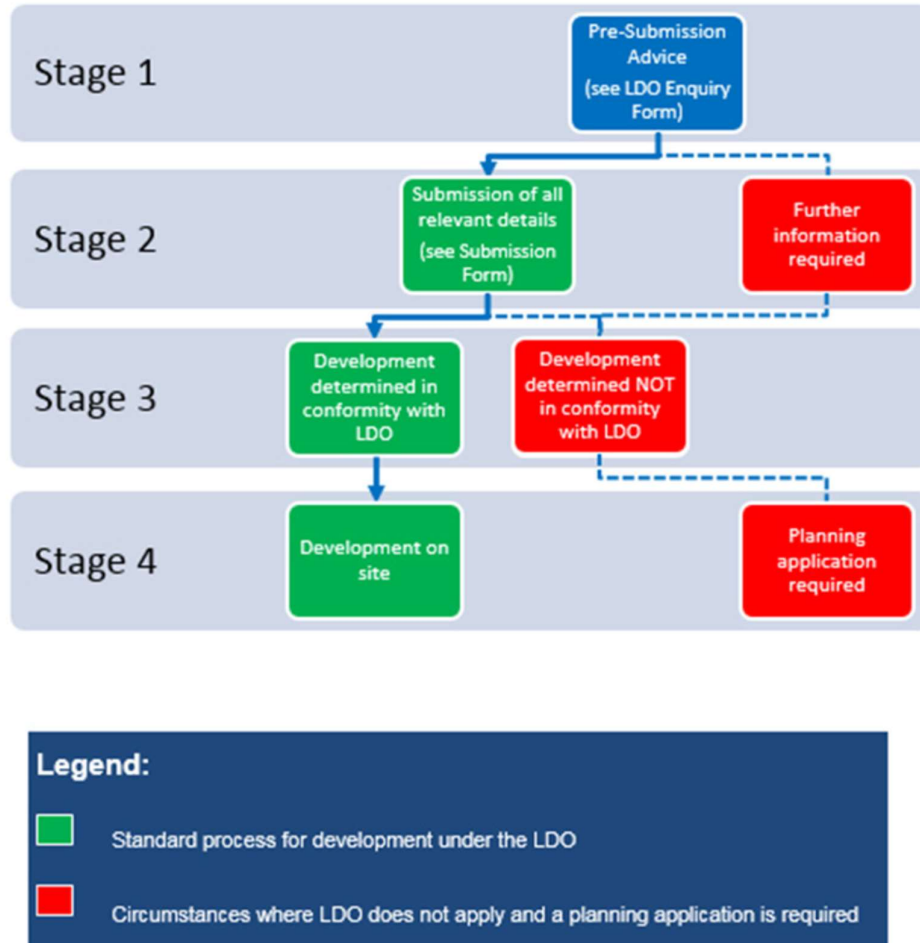 Stage 1
Pre-Submission
Advice
(see LDO Enquiry
Form)
Stage 2
Submission of all
relevant details
(see Submission
Form)
Further
information
required
Stage 3
Development
determined in
conformity with
LDO
Development
determined NOT
in conformity
with LDO
Stage 4
Development on
site
Planning
application
required
Legend:
Standard process for development under the LDO
Circumstances where LDO does not apply and a planning application is required